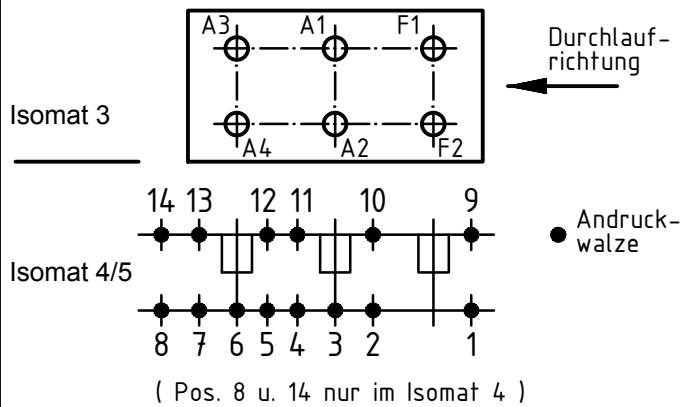 A3 A1 F1
Durchlauf-
richtung
Isomat 3
A4 A2 F2
14 13 12 11 10 9
Andruck-
walze
Isomat 4/5
8 7 6 5 4 3 2 1
( Pos. 8 u. 14 nur im Isomat 4 )